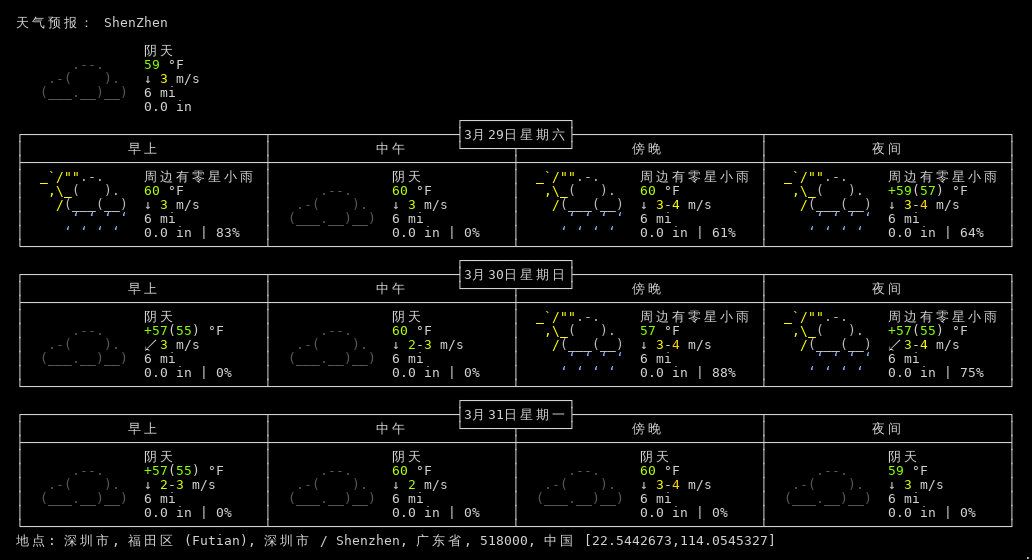 天气预报： ShenZhen
阴天
59 °F
↓ 3 m/s
6 mi
0.0 in
3月29日星期六
早上 中午 傍晚 夜间
周边有零星小雨 阴天 周边有零星小雨 周边有零星小雨
60 °F 60 °F 60 °F +59(57) °F
↓ 3 m/s ↓ 3 m/s ↓ 3-4 m/s ↓ 3-4 m/s
6 mi 6 mi 6 mi 6 mi
0.0 in | 83% 0.0 in | 0% 0.0 in | 61% 0.0 in | 64%
3月30日星期日
早上 中午 傍晚 夜间
阴天 阴天 周边有零星小雨 周边有零星小雨
+57(55) °F 60 °F 57 °F +57(55) °F
↙ 3 m/s ↓ 2-3 m/s ↓ 3-4 m/s ↙ 3-4 m/s
6 mi 6 mi 6 mi 6 mi
0.0 in | 0% 0.0 in | 0% 0.0 in | 88% 0.0 in | 75%
3月31日星期一
早上 中午 傍晚 夜间
阴天 阴天 阴天 阴天
+57(55) °F 60 °F 60 °F 59 °F
↓ 2-3 m/s ↓ 2 m/s ↓ 3-4 m/s ↓ 3 m/s
6 mi 6 mi 6 mi 6 mi
0.0 in | 0% 0.0 in | 0% 0.0 in | 0% 0.0 in | 0%
地点: 深圳市, 福田区 (Futian), 深圳市 / Shenzhen, 广东省, 518000, 中国 [22.5442673,114.0545327]